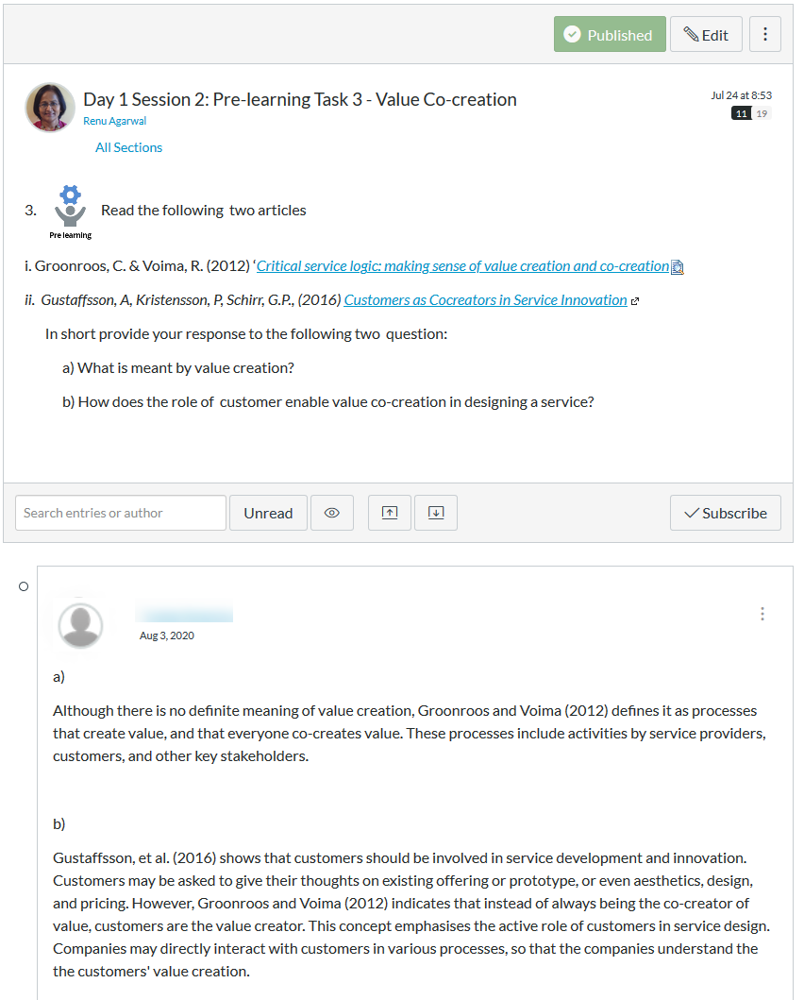 Published
Edit
Day 1 Session 2: Pre-learning Task 3 - Value Co-creation
Jul 24 at 8:53
Renu Agarwal
11 19
All Sections
3.
Read the following two articles
Pre learning
i. Groonroos, C. & Voima, R. (2012) ‘Critical service logic: making sense of value creation and co-creation
ii. Gustaffsson, A, Kristensson, P, Schirr, G.P., (2016) Customers as Cocreators in Service Innovation
In short provide your response to the following two question:
a) What is meant by value creation?
b) How does the role of customer enable value co-creation in designing a service?
Search entries or author
Unread
Subscribe
Aug 3, 2020
a)
Although there is no definite meaning of value creation, Groonroos and Voima (2012) defines it as processes
that create value, and that everyone co-creates value. These processes include activities by service providers,
customers, and other key stakeholders.
b)
Gustaffsson, et al. (2016) shows that customers should be involved in service development and innovation.
Customers may be asked to give their thoughts on existing offering or prototype, or even aesthetics, design,
and pricing. However, Groonroos and Voima (2012) indicates that instead of always being the co-creator of
value, customers are the value creator. This concept emphasises the active role of customers in service design.
Companies may directly interact with customers in various processes, so that the companies understand the
the customers' value creation.